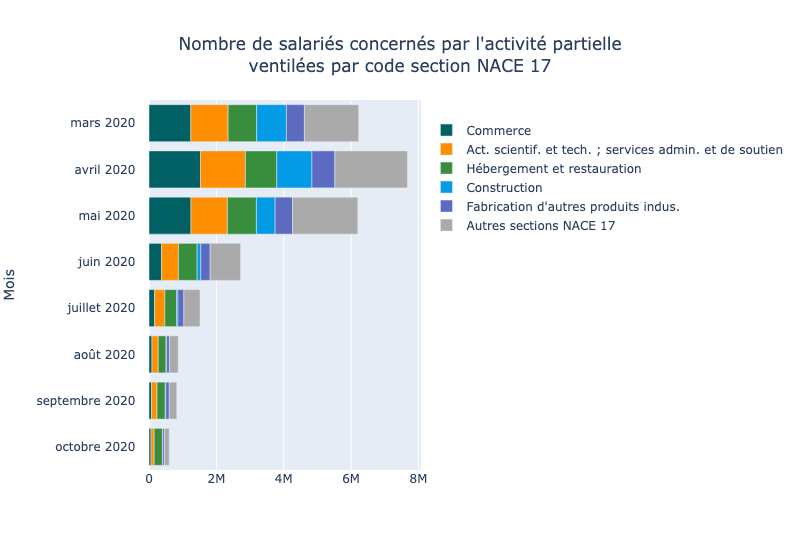 Nombre de salariés concernés par l'activité partielle
ventilées par code section NACE 17
mars 2020
avril 2020
mai 2020
juin 2020
juillet 2020
août 2020
septembre 2020
octobre 2020
Mois
0
2M
4M
6M
8M
Commerce
Act. scientif. et tech. ; services admin. et de soutien
Hébergement et restauration
Construction
Fabrication d'autres produits indus.
Autres sections NACE 17